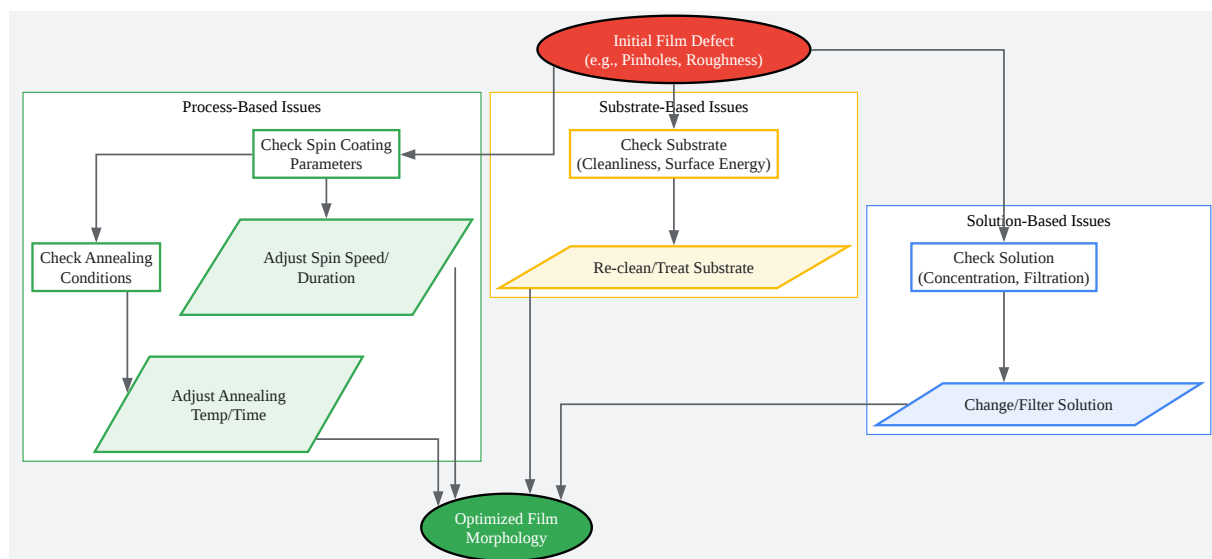 Initial Film Defect
(e.g., Pinholes, Roughness)
Process-Based Issues
Substrate-Based Issues
Check Spin Coating
Parameters
Check Substrate
(Cleanliness, Surface Energy)
Solution-Based Issues
Check Annealing
Conditions
Adjust Spin Speed/
Duration
Re-clean/Treat Substrate
Check Solution
(Concentration, Filtration)
Adjust Annealing
Temp/Time
Change/Filter Solution
Optimized Film
Morphology